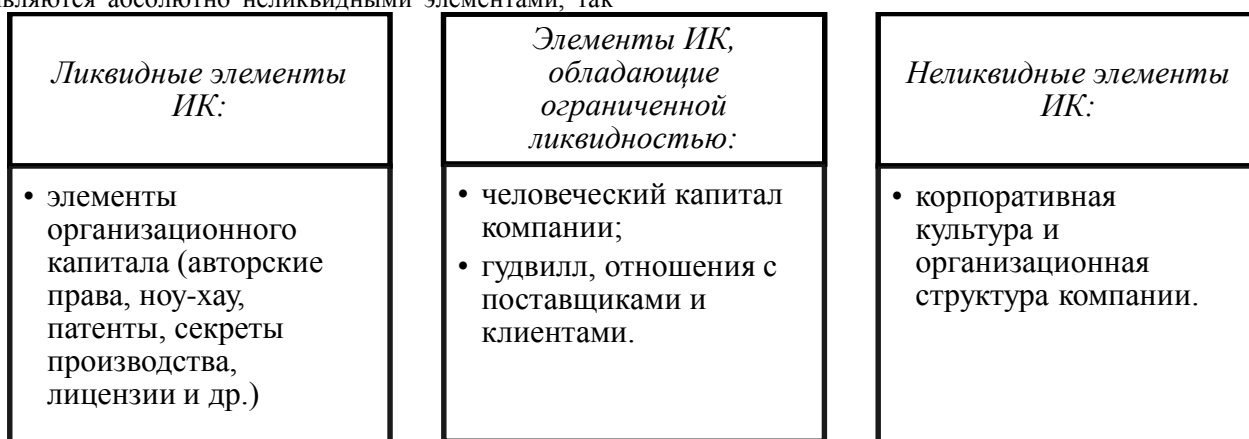 являются абсолютно неликвидными элементами, так
Ликвидные элементы
ИК:
• элементы
организационного
капитала (авторские
права, ноу-хау,
патенты, секреты
производства,
лицензии и др.)
Элементы ИК,
обладающие
ограниченной
ликвидностью:
• человеческий капитал
компании;
• гудвилл, отношения с
поставщиками и
клиентами.
Неликвидные элементы
ИК:
• корпоративная
культура и
организационная
структура компании.